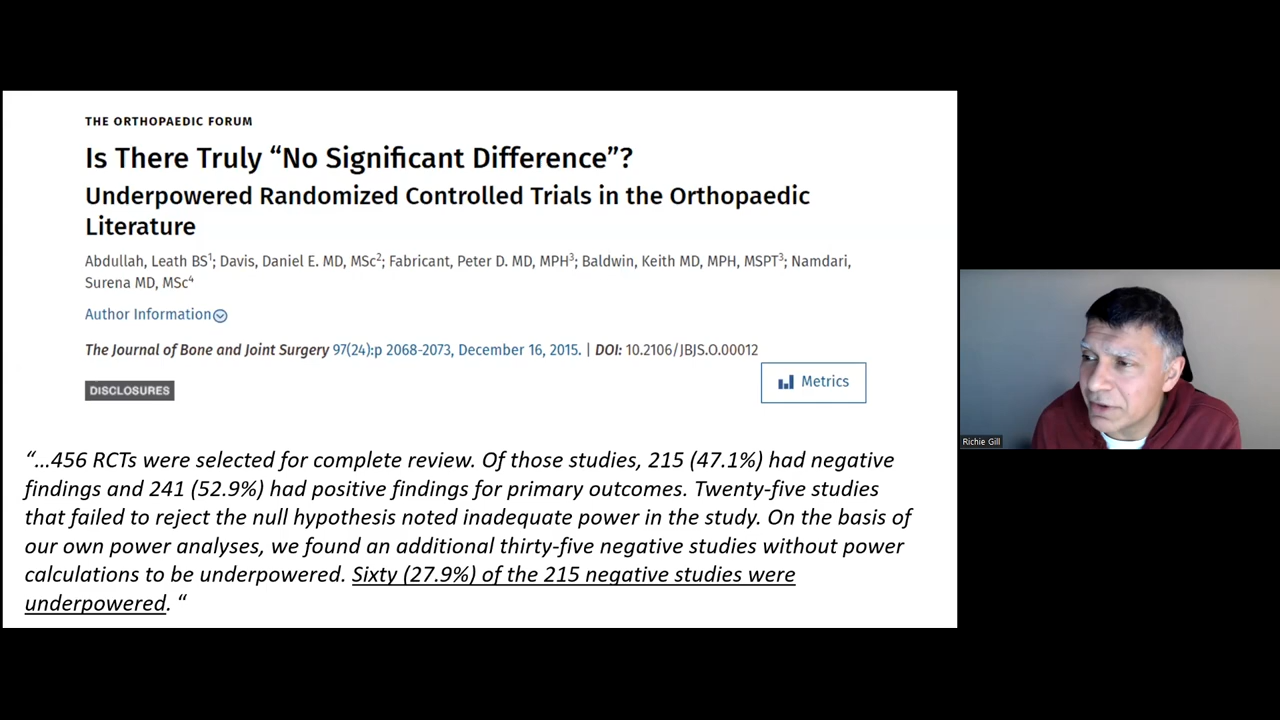 THE ORTHOPAEDIC FORUM
Is There Truly “No Significant Difference”?
Underpowered Randomized Controlled Trials in the Orthopaedic
Literature
Abdullah, Leath BS1; Davis, Daniel E. MD, MSc2; Fabricant, Peter D. MD, MPH3; Baldwin, Keith MD, MPH, MSPT3; Namdari,
Surena MD, MSc4
Author Information
The Journal of Bone and Joint Surgery 97(24):p 2068-2073, December 16, 2015. | DOI: 10.2106/JBJS.O.00012
Metrics
DISCLOSURES
“…456 RCTs were selected for complete review. Of those studies, 215 (47.1%) had negative
findings and 241 (52.9%) had positive findings for primary outcomes. Twenty-five studies
that failed to reject the null hypothesis noted inadequate power in the study. On the basis of
our own power analyses, we found an additional thirty-five negative studies without power
calculations to be underpowered. Sixty (27.9%) of the 215 negative studies were
underpowered. “
Richie Gill